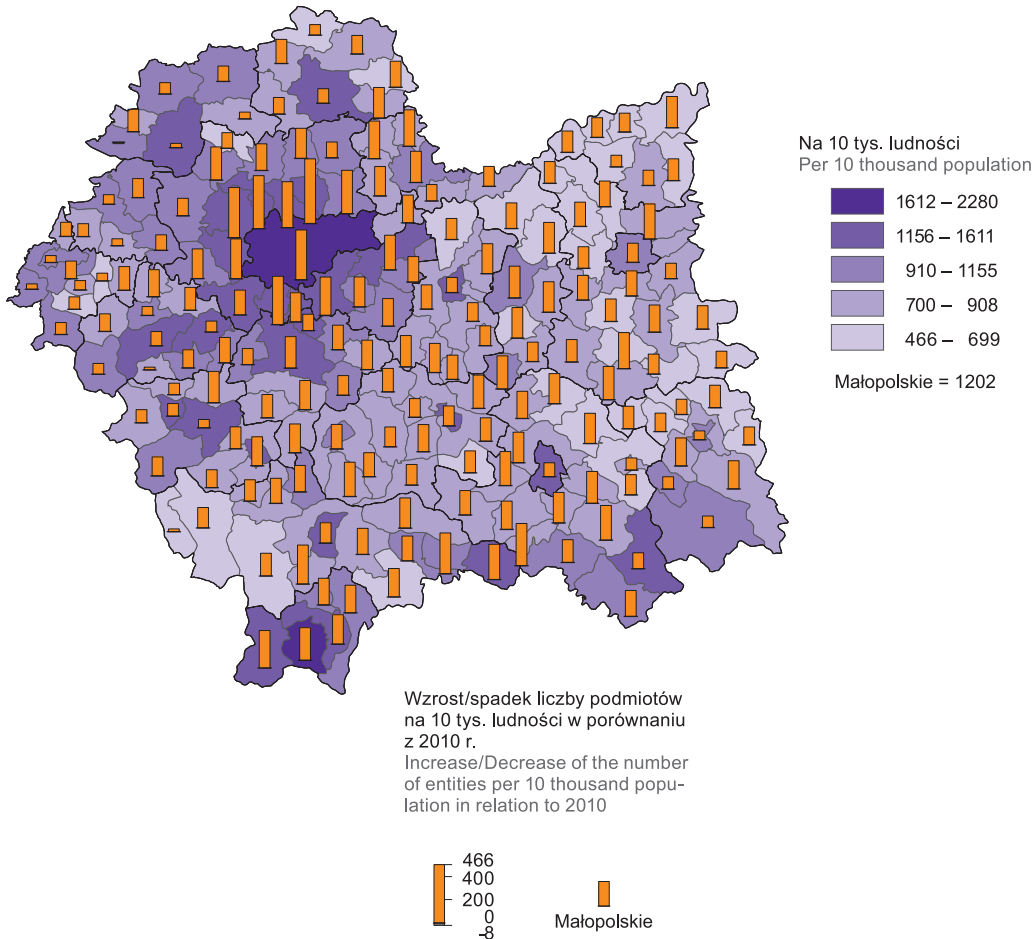 Na 10 tys. ludności
Per 10 thousand population
1612 – 2280
1156 – 1611
910 – 1155
700 – 908
466 – 699
Małopolskie = 1202
Wzrost/spadek liczby podmiotów
na 10 tys. ludności w porównaniu
z 2010 r.
Increase/Decrease of the number
of entities per 10 thousand popu-
lation in relation to 2010
466
400
200
0
-8
Małopolskie